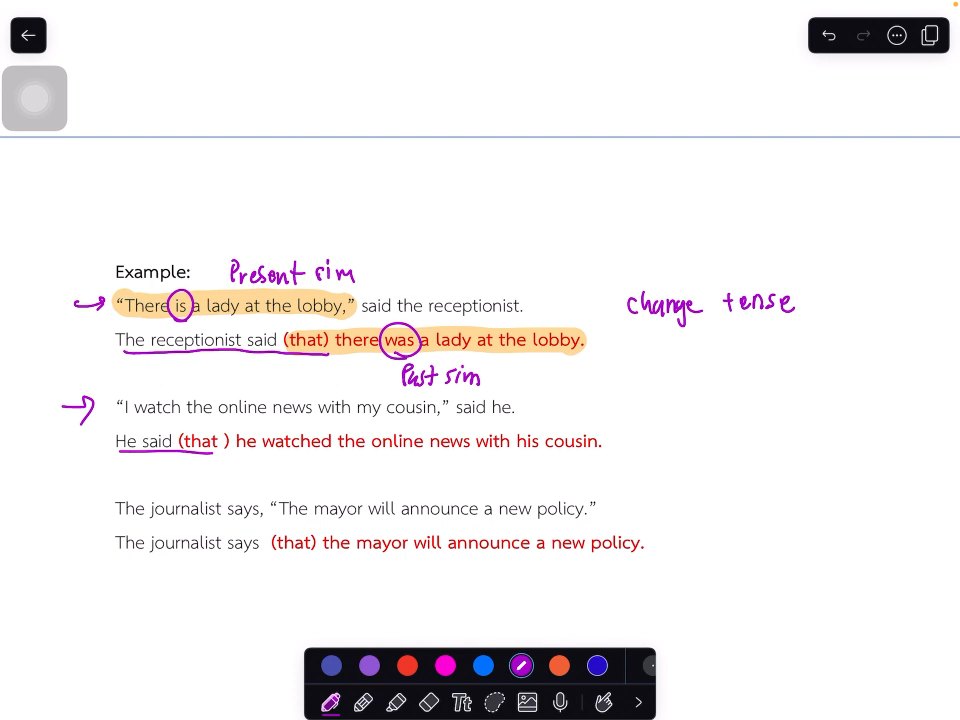 Example: Present sim
“There is a lady at the lobby,” said the receptionist. change tense
The receptionist said (that) there was a lady at the lobby.
Past sim
“I watch the online news with my cousin,” said he.
He said (that ) he watched the online news with his cousin.
The journalist says, “The mayor will announce a new policy.”
The journalist says (that) the mayor will announce a new policy.
Tt